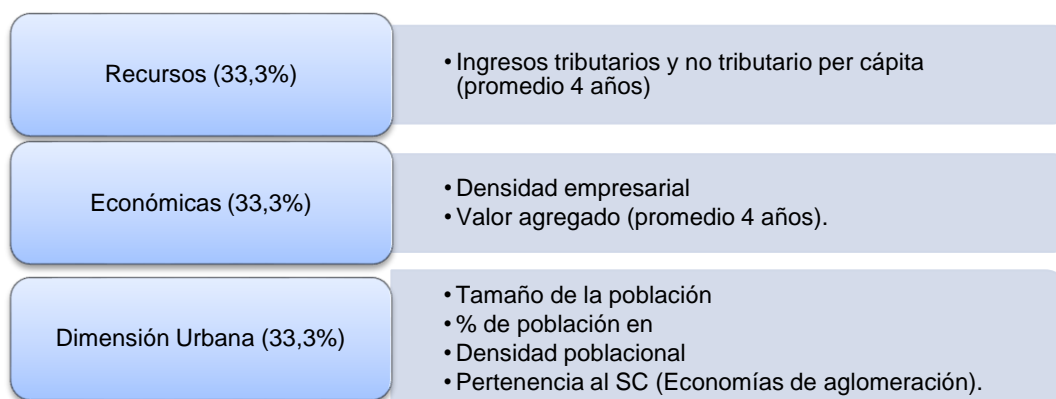 Recursos (33,3%)
• Ingresos tributarios y no tributario per cápita
(promedio 4 años)
Económicas (33,3%)
• Densidad empresarial
• Valor agregado (promedio 4 años).
Dimensión Urbana (33,3%)
• Tamaño de la población
• % de población en
• Densidad poblacional
• Pertenencia al SC (Economías de aglomeración).